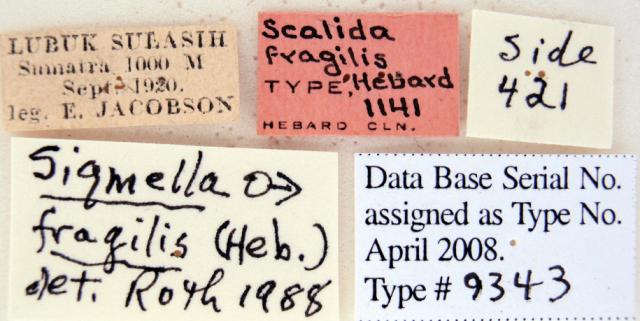 LUBUK SULASIH
Sumatra 1000 M
Sept. 1920.
leg. E. JACOBSON
Scalida
fragilis
TYPE, Hebard
1141
HEBARD CLN.
Side
421
Sigmella ♂
fragilis (Heb.)
det. Roth 1988
Data Base Serial No.
assigned as Type No.
April 2008.
Type # 9343